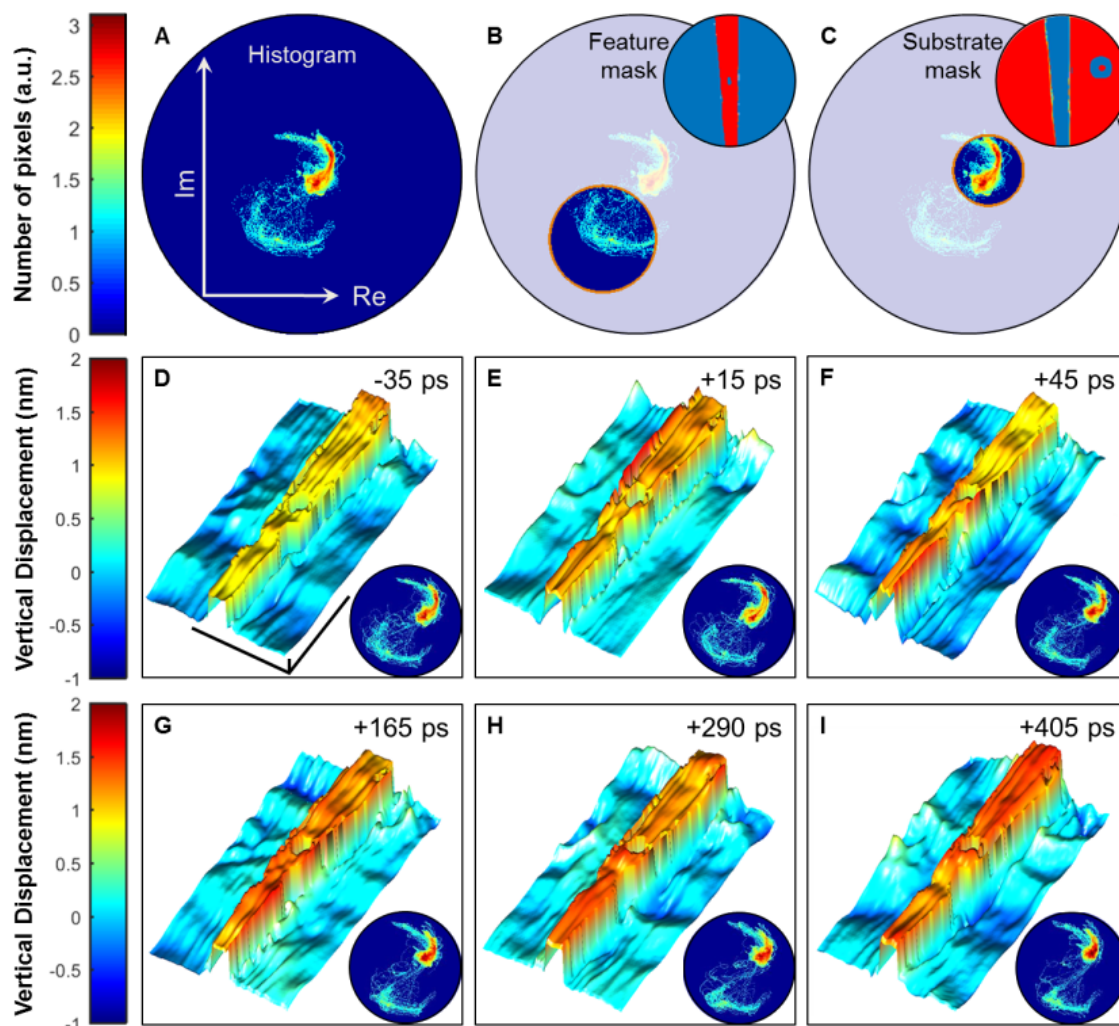 Number of pixels (a.u.)
3
2.5
2
1.5
1
0.5
0
A
Histogram
Im
Re
B
Feature
mask
C
Substrate
mask
Vertical Displacement (nm)
2
1.5
1
0.5
0
-0.5
-1
D
-35 ps
E
+15 ps
F
+45 ps
Vertical Displacement (nm)
2
1.5
1
0.5
0
-0.5
-1
G
+165 ps
H
+290 ps
I
+405 ps